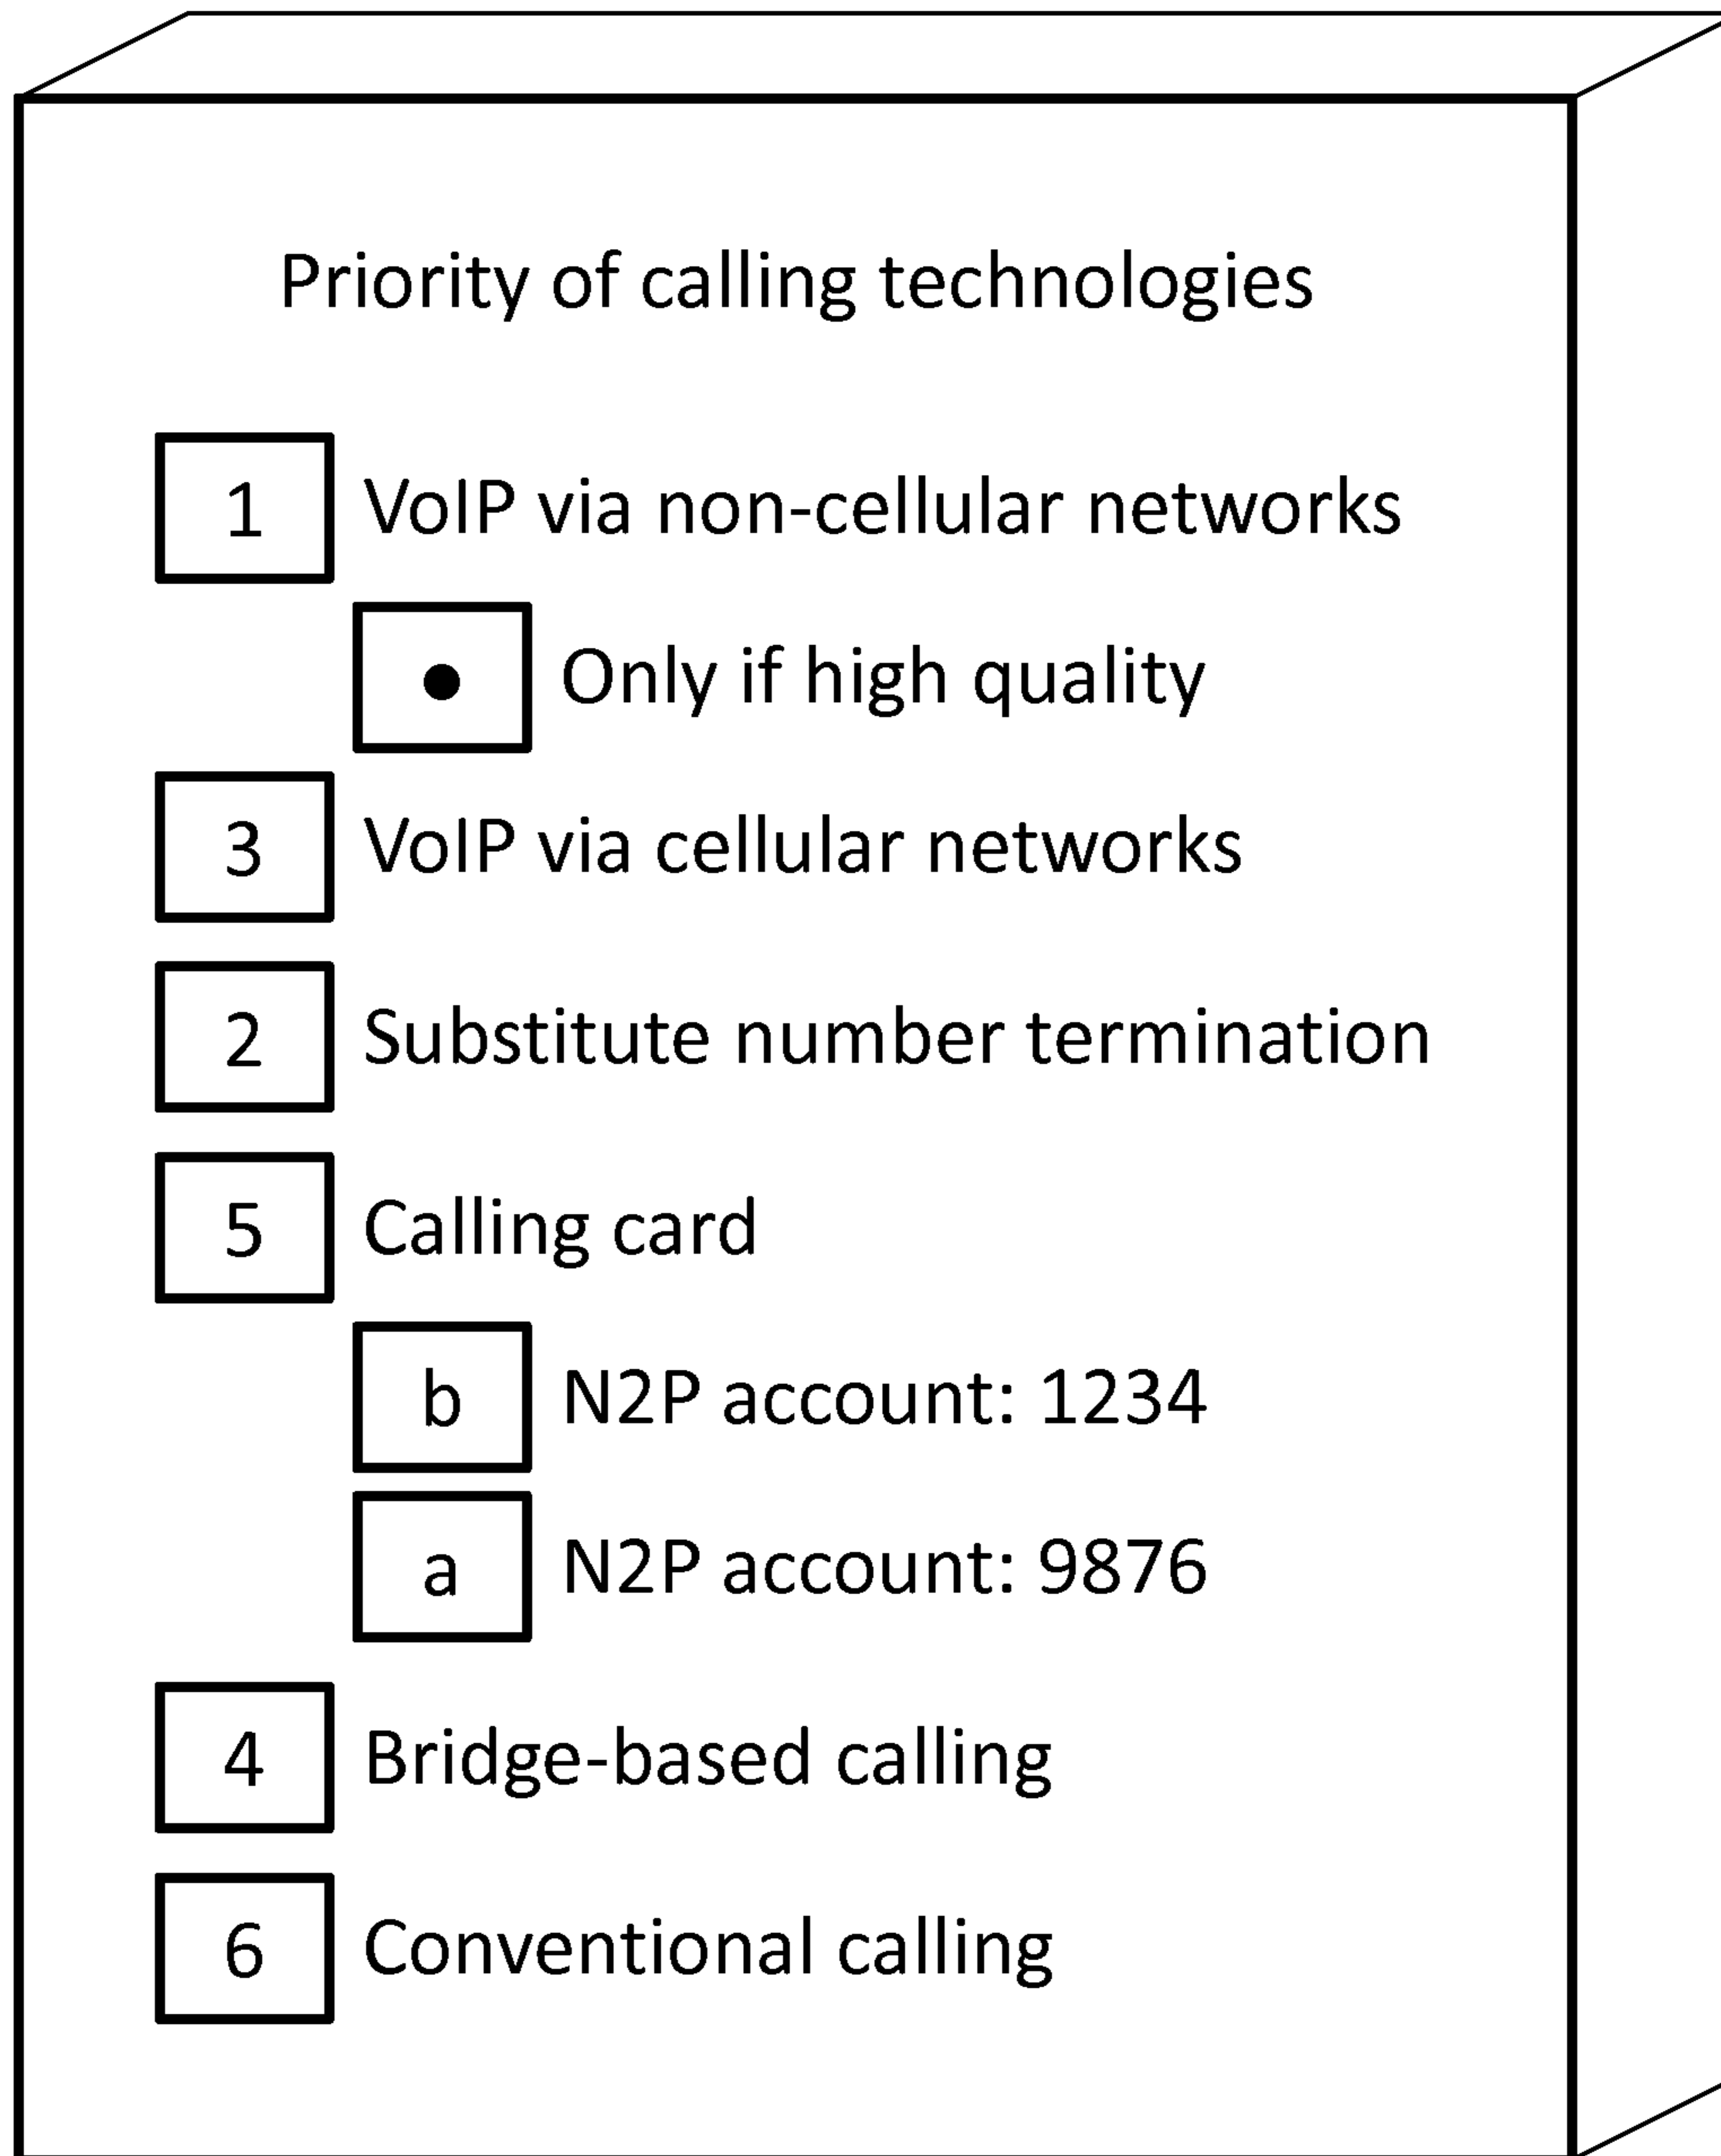 Priority of calling technologies
1 VoIP via non-cellular networks
• Only if high quality
3 VoIP via cellular networks
2 Substitute number termination
5 Calling card
b N2P account: 1234
a N2P account: 9876
4 Bridge-based calling
6 Conventional calling